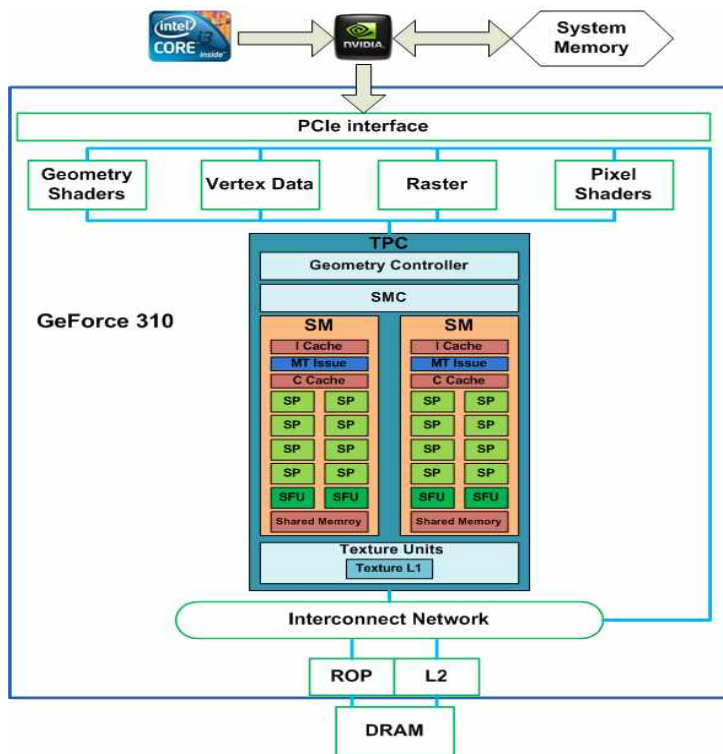 intel
CORE i3
inside™
NVIDIA
System
Memory
PCIe interface
Geometry
Shaders
Vertex Data
Raster
Pixel
Shaders
TPC
Geometry Controller
SMC
GeForce 310
SM
I Cache
MT Issue
C Cache
SP SP
SP SP
SP SP
SP SP
SFU SFU
Shared Memroy
SM
I Cache
MT Issue
C Cache
SP SP
SP SP
SP SP
SP SP
SFU SFU
Shared Memory
Texture Units
Texture L1
Interconnect Network
ROP
L2
DRAM